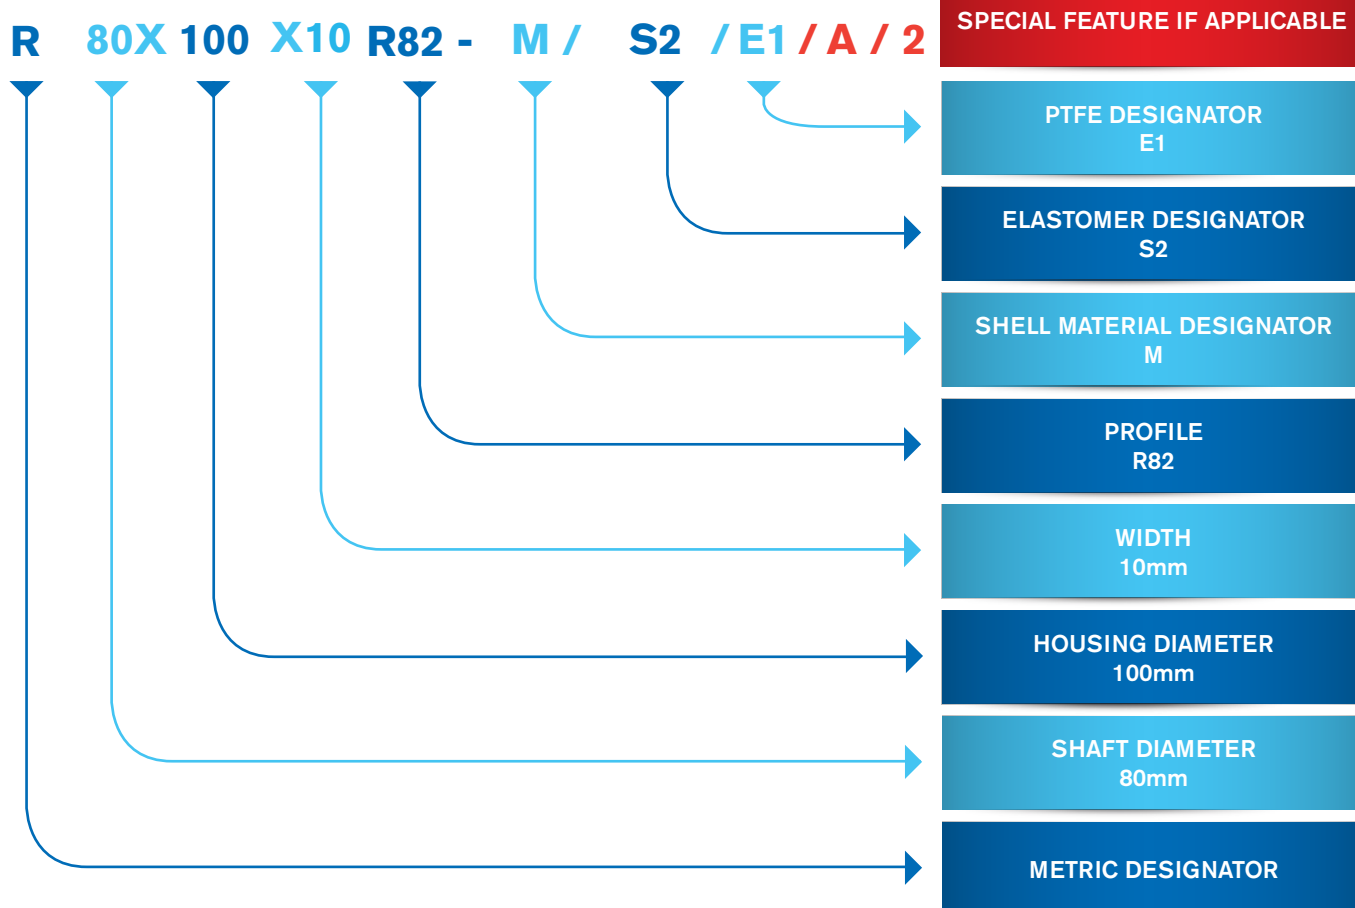 R 80X 100 X10 R82 - M / S2 / E1 / A / 2
SPECIAL FEATURE IF APPLICABLE
PTFE DESIGNATOR
E1
ELASTOMER DESIGNATOR
S2
SHELL MATERIAL DESIGNATOR
M
PROFILE
R82
WIDTH
10mm
HOUSING DIAMETER
100mm
SHAFT DIAMETER
80mm
METRIC DESIGNATOR